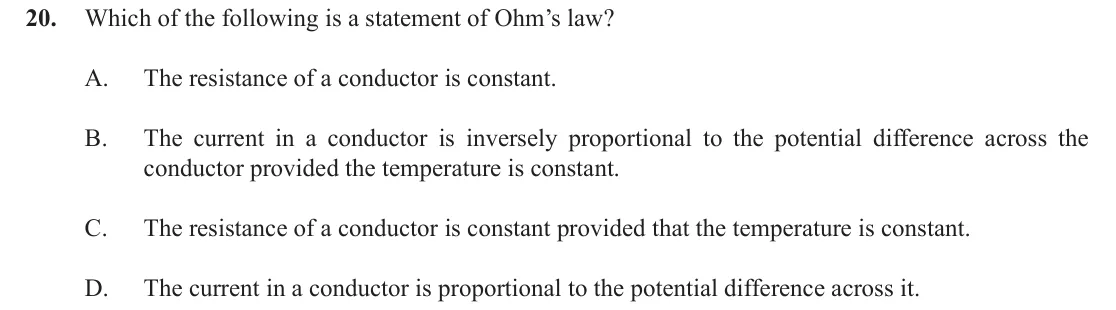 20. Which of the following is a statement of Ohm’s law?
A. The resistance of a conductor is constant.
B. The current in a conductor is inversely proportional to the potential difference across the
conductor provided the temperature is constant.
C. The resistance of a conductor is constant provided that the temperature is constant.
D. The current in a conductor is proportional to the potential difference across it.